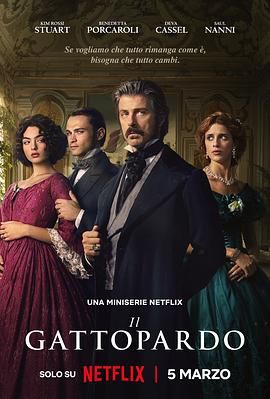 KIM ROSSI STUART
BENEDETTA PORCAROLI
DEVA CASSEL
SAUL NANNI
Se vogliamo che tutto rimanga come è,
bisogna che tutto cambi.
UNA MINISERIE NETFLIX
Il
GATTOPARDO
SOLO SU NETFLIX | 5 MARZO